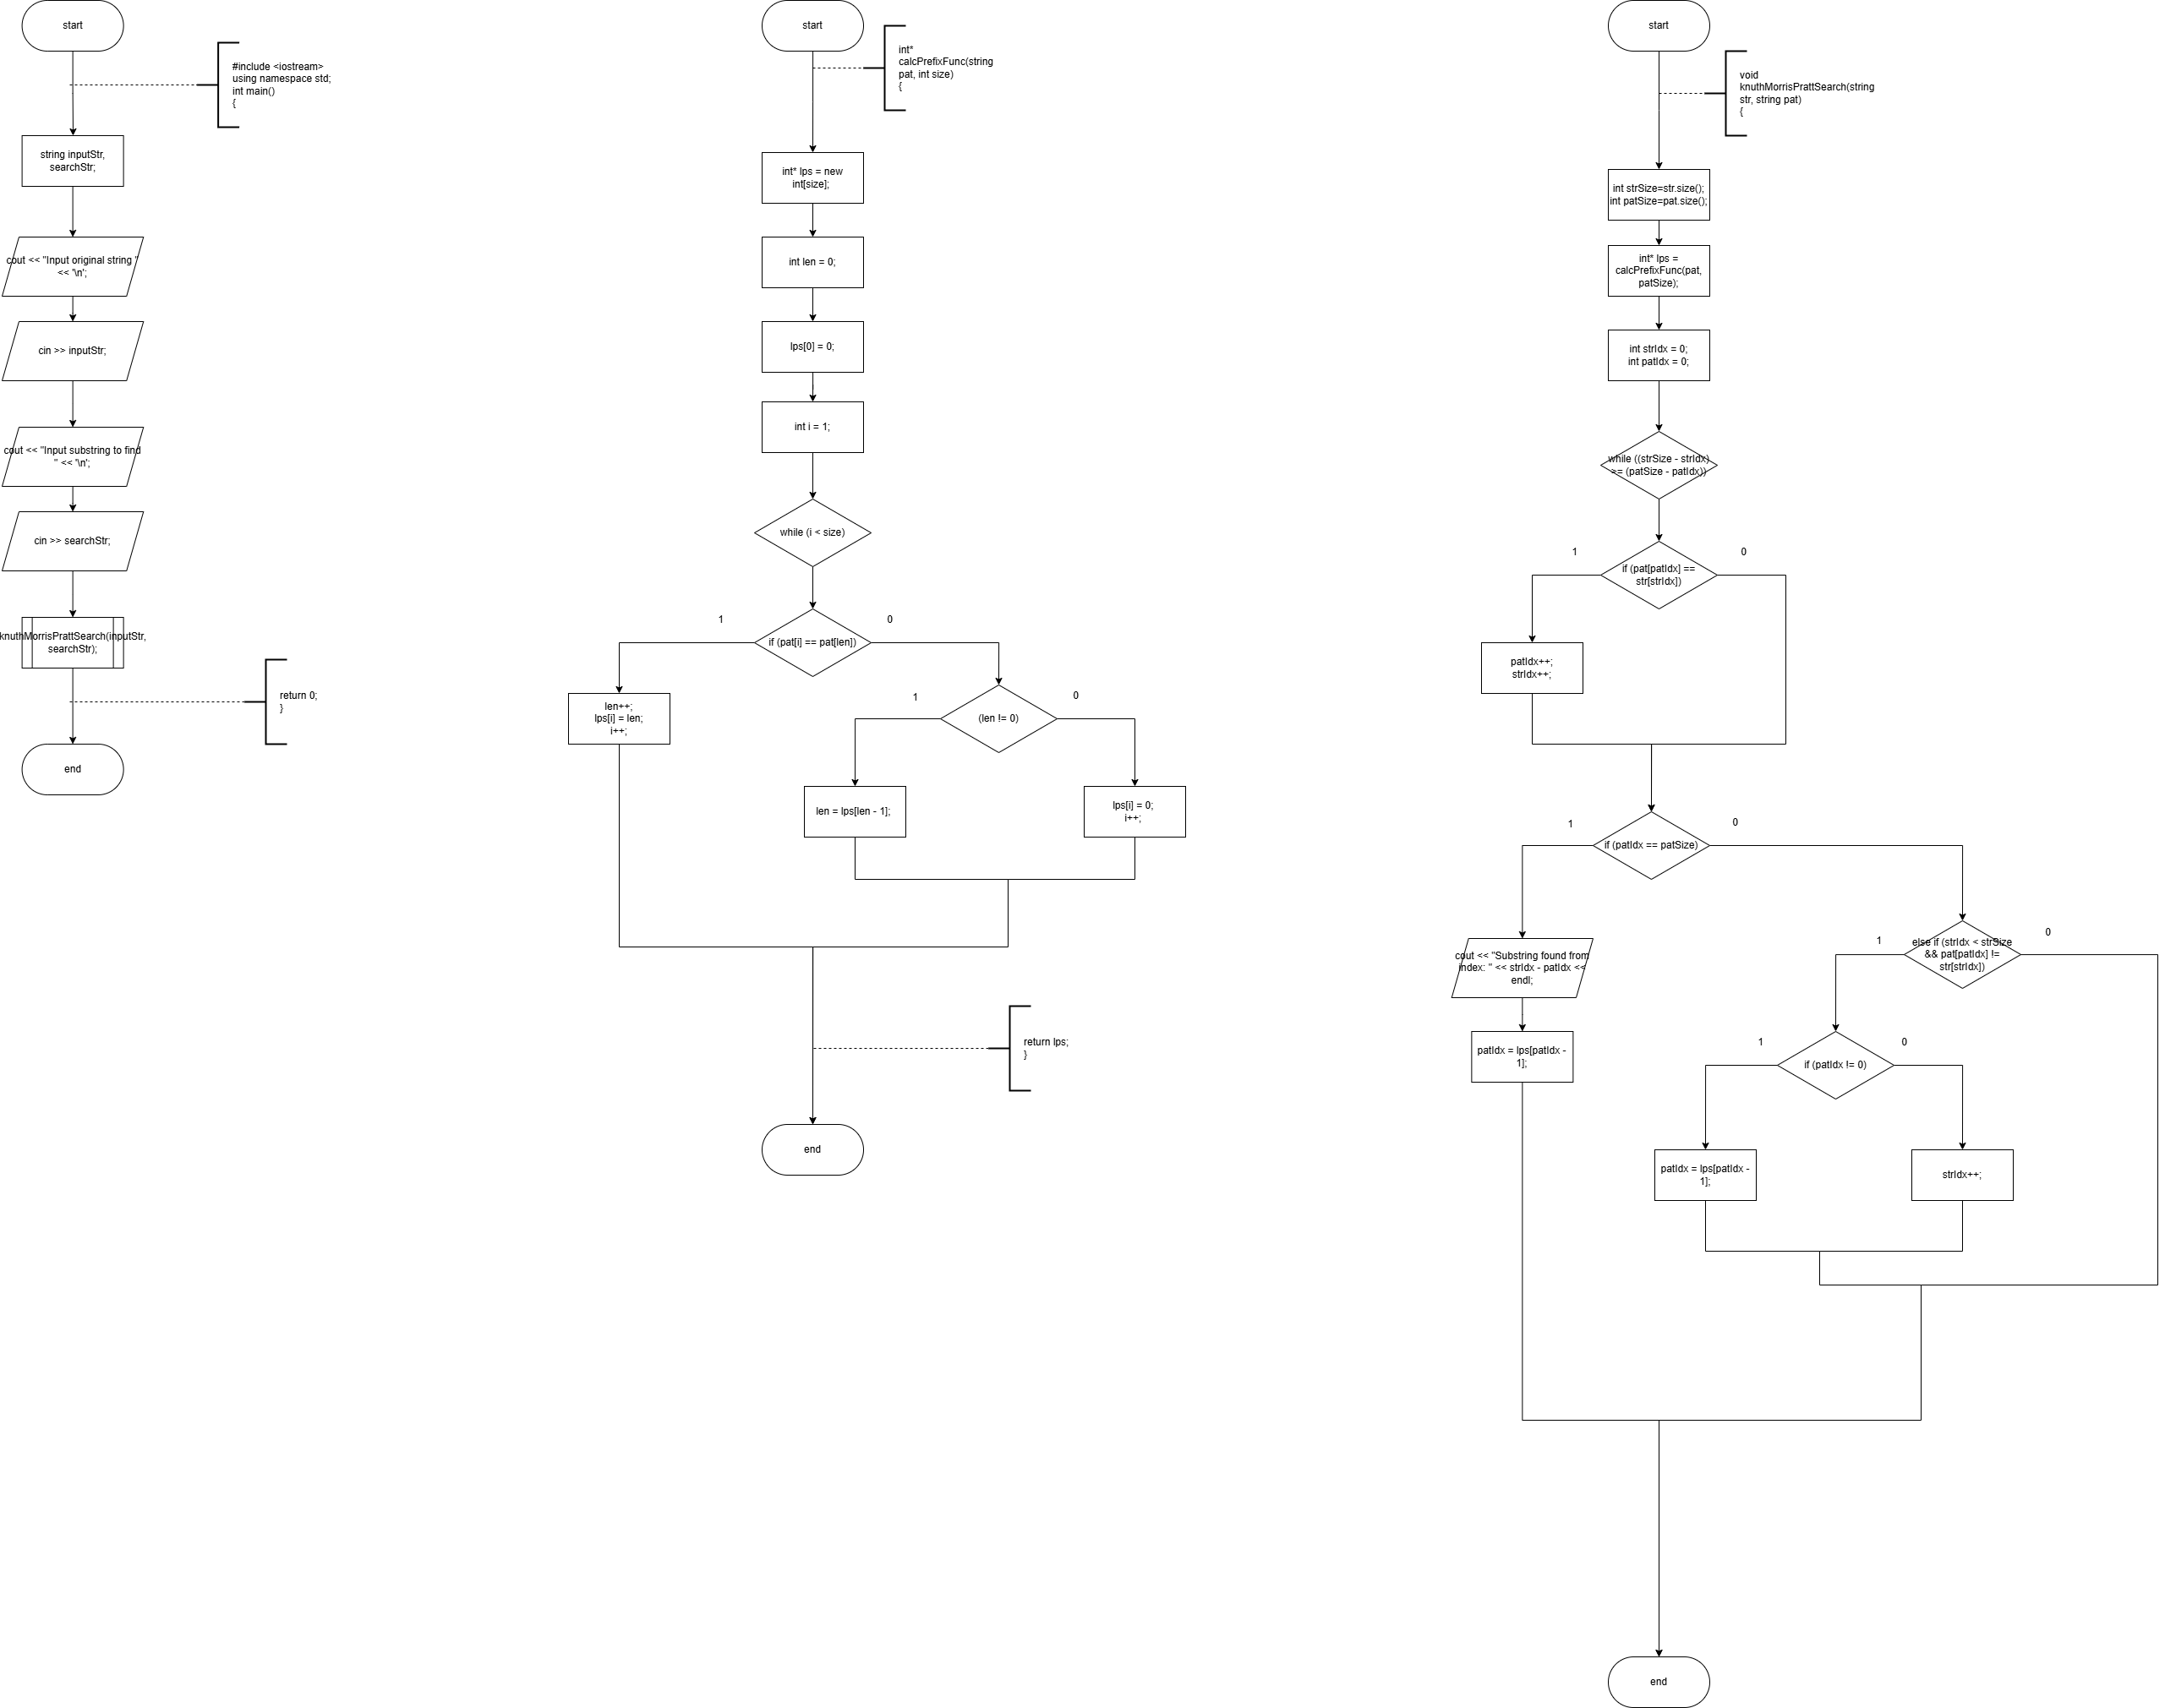 start
#include <iostream>
using namespace std;
int main()
{
string inputStr,
searchStr;
cout << "Input original string "
<< '\n';
cin >> inputStr;
cout << "Input substring to find
" << '\n';
cin >> searchStr;
knuthMorrisPrattSearch(inputStr,
searchStr);
return 0;
}
end
start
int*
calcPrefixFunc(string
pat, int size)
{
int* lps = new
int[size];
int len = 0;
lps[0] = 0;
int i = 1;
while (i < size)
1
0
if (pat[i] == pat[len])
len++;
lps[i] = len;
i++;
1
0
(len != 0)
len = lps[len - 1];
lps[i] = 0;
i++;
return lps;
}
end
start
void
knuthMorrisPrattSearch(string
str, string pat)
{
int strSize=str.size();
int patSize=pat.size();
int* lps =
calcPrefixFunc(pat,
patSize);
int strIdx = 0;
int patIdx = 0;
while ((strSize - strIdx)
>= (patSize - patIdx))
1
0
if (pat[patIdx] ==
str[strIdx])
patIdx++;
strIdx++;
1
0
if (patIdx == patSize)
cout << "Substring found from
index: " << strIdx - patIdx <<
endl;
patIdx = lps[patIdx -
1];
1
0
else if (strIdx < strSize
&& pat[patIdx] !=
str[strIdx])
1
0
if (patIdx != 0)
patIdx = lps[patIdx -
1];
strIdx++;
end